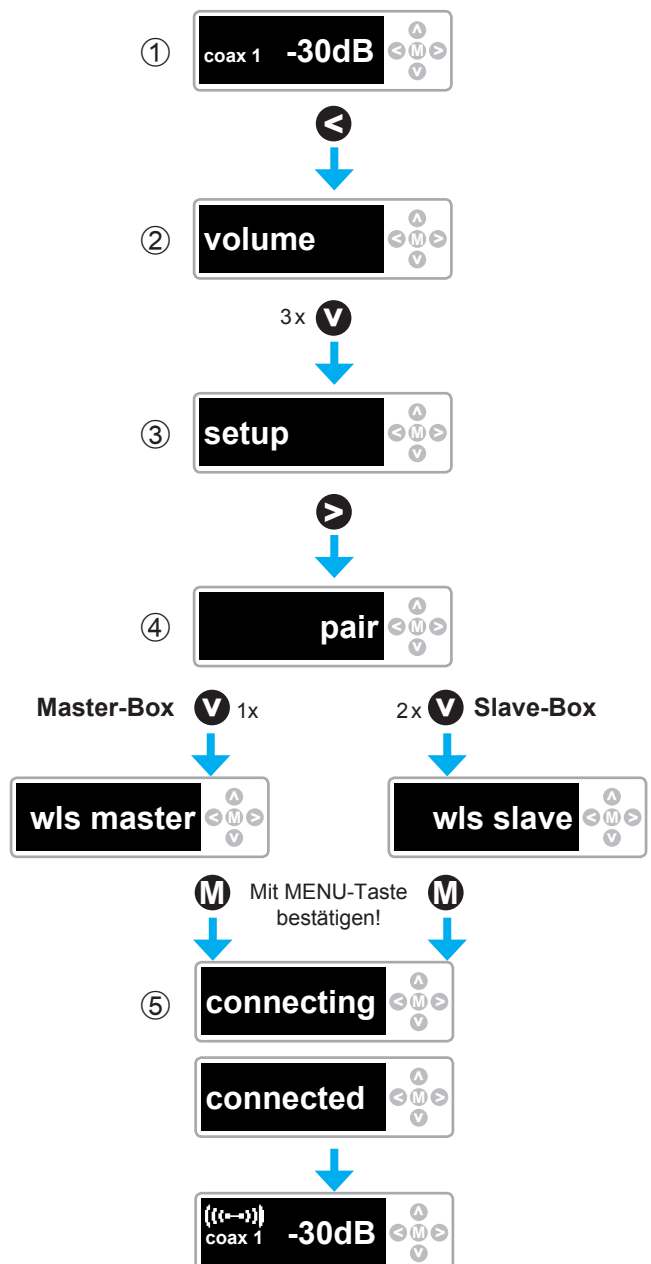 ① coax 1 -30dB < M > ^ v
<
② volume < M > ^ v
3 x v
③ setup < M > ^ v
>
④ pair < M > ^ v
Master-Box v 1x 2 x v Slave-Box
wls master < M > ^ v wls slave < M > ^ v
M Mit MENU-Taste M
bestätigen!
⑤ connecting < M > ^ v
connected < M > ^ v
coax 1 -30dB < M > ^ v